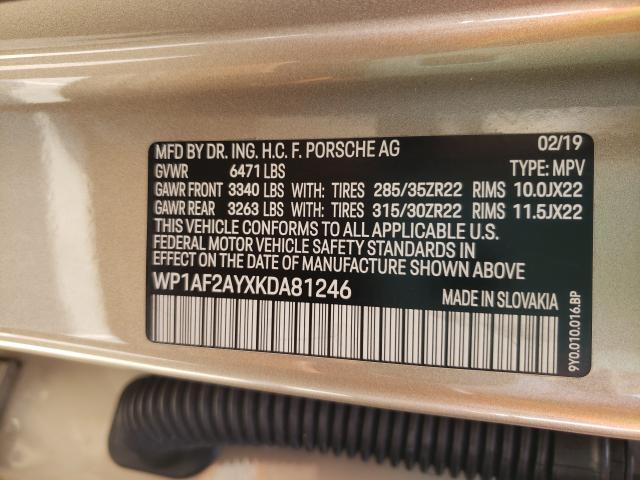 MFD BY DR. ING. H.C. F. PORSCHE AG 02/19
GVWR 6471 LBS TYPE: MPV
GAWR FRONT 3340 LBS WITH: TIRES 285/35ZR22 RIMS 10.0JX22
GAWR REAR 3263 LBS WITH: TIRES 315/30ZR22 RIMS 11.5JX22
THIS VEHICLE CONFORMS TO ALL APPLICABLE U.S.
FEDERAL MOTOR VEHICLE SAFETY STANDARDS IN
EFFECT ON THE DATE OF MANUFACTURE SHOWN ABOVE
WP1AF2AYXKDA81246 MADE IN SLOVAKIA
9Y0.010.016.BP